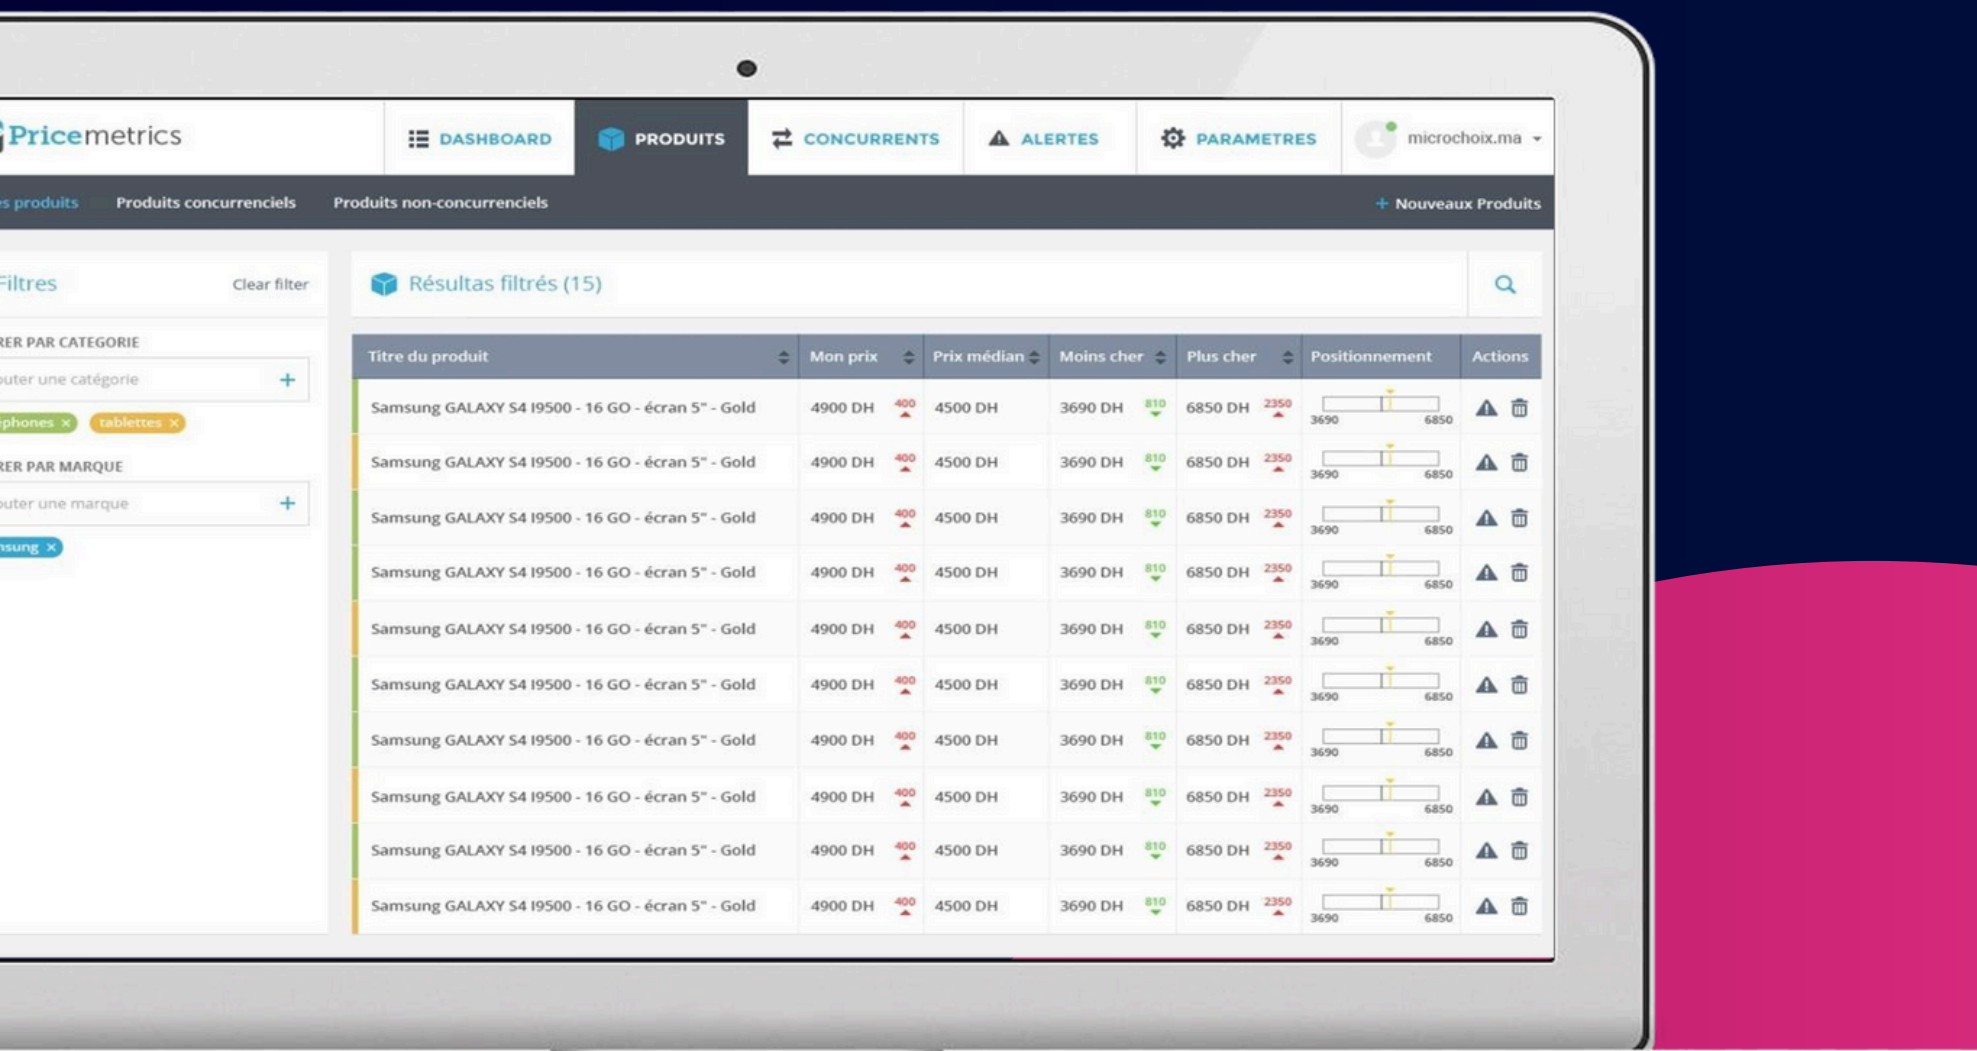 Pricemetrics
DASHBOARD
PRODUITS
CONCURRENTS
ALERTES
PARAMETRES
microchoix.ma
produits Produits concurrenciels Produits non-concurrenciels + Nouveaux Produits
Filtres Clear filter
PAR CATEGORIE
une catégorie +
phones × tablettes ×
PAR MARQUE
une marque +
sung ×
Résultas filtrés (15)
Titre du produit Mon prix Prix médian Moins cher Plus cher Positionnement Actions
Samsung GALAXY S4 I9500 - 16 GO - écran 5" - Gold 4900 DH 400 4500 DH 3690 DH 810 6850 DH 2350 3690 6850
Samsung GALAXY S4 I9500 - 16 GO - écran 5" - Gold 4900 DH 400 4500 DH 3690 DH 810 6850 DH 2350 3690 6850
Samsung GALAXY S4 I9500 - 16 GO - écran 5" - Gold 4900 DH 400 4500 DH 3690 DH 810 6850 DH 2350 3690 6850
Samsung GALAXY S4 I9500 - 16 GO - écran 5" - Gold 4900 DH 400 4500 DH 3690 DH 810 6850 DH 2350 3690 6850
Samsung GALAXY S4 I9500 - 16 GO - écran 5" - Gold 4900 DH 400 4500 DH 3690 DH 810 6850 DH 2350 3690 6850
Samsung GALAXY S4 I9500 - 16 GO - écran 5" - Gold 4900 DH 400 4500 DH 3690 DH 810 6850 DH 2350 3690 6850
Samsung GALAXY S4 I9500 - 16 GO - écran 5" - Gold 4900 DH 400 4500 DH 3690 DH 810 6850 DH 2350 3690 6850
Samsung GALAXY S4 I9500 - 16 GO - écran 5" - Gold 4900 DH 400 4500 DH 3690 DH 810 6850 DH 2350 3690 6850
Samsung GALAXY S4 I9500 - 16 GO - écran 5" - Gold 4900 DH 400 4500 DH 3690 DH 810 6850 DH 2350 3690 6850
Samsung GALAXY S4 I9500 - 16 GO - écran 5" - Gold 4900 DH 400 4500 DH 3690 DH 810 6850 DH 2350 3690 6850